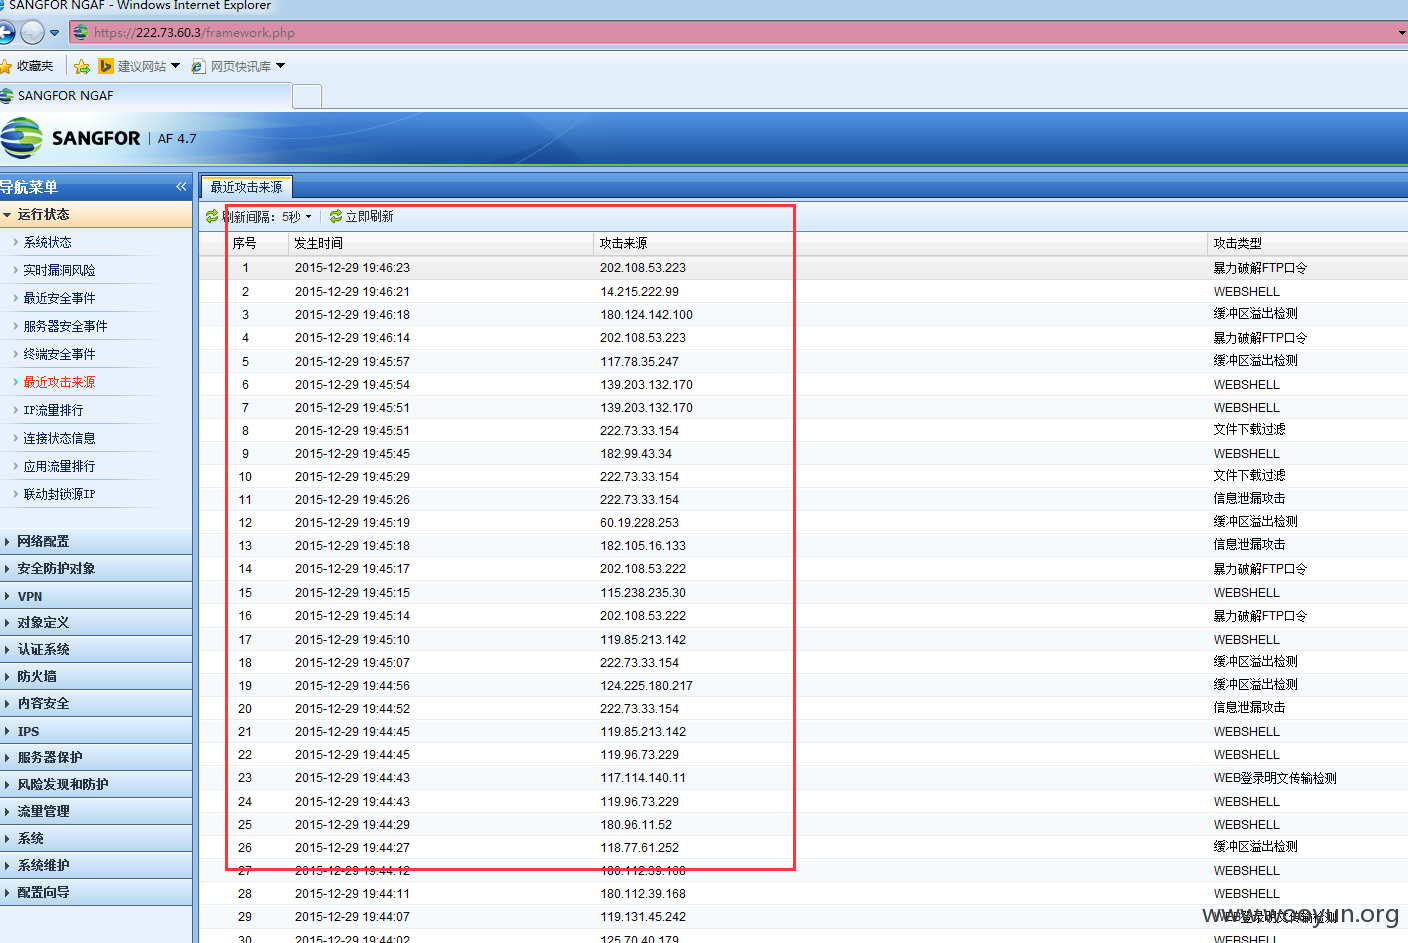 SANGFOR NGAF - Windows Internet Explorer
https://222.73.60.3/framework.php
收藏夹 建议网站 网页快讯库
SANGFOR NGAF
SANGFOR | AF 4.7
导航菜单
运行状态
系统状态
实时漏洞风险
最近安全事件
服务器安全事件
终端安全事件
最近攻击来源
IP流量排行
连接状态信息
应用流量排行
联动封锁源IP
网络配置
安全防护对象
VPN
对象定义
认证系统
防火墙
内容安全
IPS
服务器保护
风险发现和防护
流量管理
系统
系统维护
配置向导
最近攻击来源
刷新间隔: 5秒 立即刷新
序号 发生时间 攻击来源 攻击类型
1 2015-12-29 19:46:23 202.108.53.223 暴力破解FTP口令
2 2015-12-29 19:46:21 14.215.222.99 WEBSHELL
3 2015-12-29 19:46:18 180.124.142.100 缓冲区溢出检测
4 2015-12-29 19:46:14 202.108.53.223 暴力破解FTP口令
5 2015-12-29 19:45:57 117.78.35.247 缓冲区溢出检测
6 2015-12-29 19:45:54 139.203.132.170 WEBSHELL
7 2015-12-29 19:45:51 139.203.132.170 WEBSHELL
8 2015-12-29 19:45:51 222.73.33.154 文件下载过滤
9 2015-12-29 19:45:45 182.99.43.34 WEBSHELL
10 2015-12-29 19:45:29 222.73.33.154 文件下载过滤
11 2015-12-29 19:45:26 222.73.33.154 信息泄漏攻击
12 2015-12-29 19:45:19 60.19.228.253 缓冲区溢出检测
13 2015-12-29 19:45:18 182.105.16.133 信息泄漏攻击
14 2015-12-29 19:45:17 202.108.53.222 暴力破解FTP口令
15 2015-12-29 19:45:15 115.238.235.30 WEBSHELL
16 2015-12-29 19:45:14 202.108.53.222 暴力破解FTP口令
17 2015-12-29 19:45:10 119.85.213.142 WEBSHELL
18 2015-12-29 19:45:07 222.73.33.154 缓冲区溢出检测
19 2015-12-29 19:44:56 124.225.180.217 缓冲区溢出检测
20 2015-12-29 19:44:52 222.73.33.154 信息泄漏攻击
21 2015-12-29 19:44:45 119.85.213.142 WEBSHELL
22 2015-12-29 19:44:45 119.96.73.229 WEBSHELL
23 2015-12-29 19:44:43 117.114.140.11 WEB登录明文传输检测
24 2015-12-29 19:44:43 119.96.73.229 WEBSHELL
25 2015-12-29 19:44:29 180.96.11.52 WEBSHELL
26 2015-12-29 19:44:27 118.77.61.252 缓冲区溢出检测
27 2015-12-29 19:44:12 180.112.39.168 WEBSHELL
28 2015-12-29 19:44:11 180.112.39.168 WEBSHELL
29 2015-12-29 19:44:07 119.131.45.242 WEB登录明文传输检测
30 2015-12-29 19:44:02 125.70.40.179 WEBSHELL
www.wooyun.org